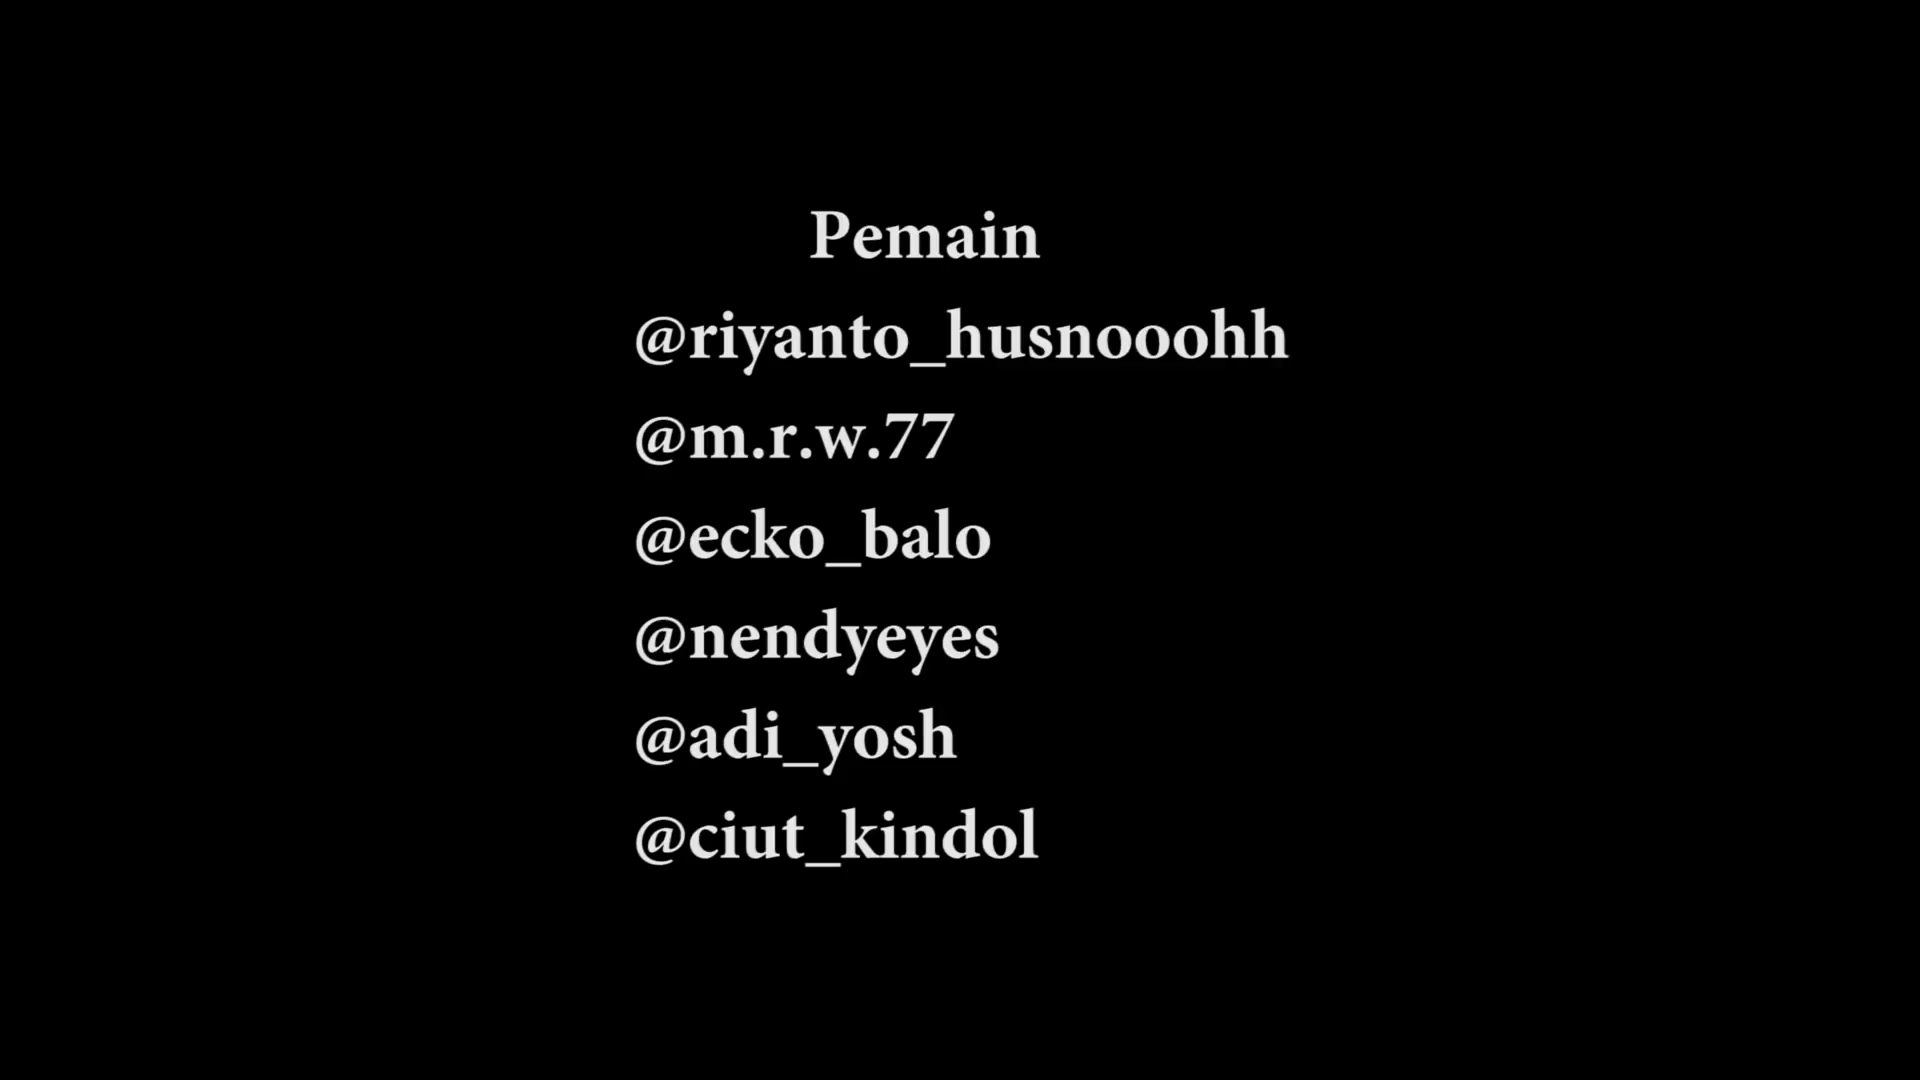 Pemain
@riyanto_husnooohh
@m.r.w.77
@ecko_balo
@nendyeyes
@adi_yosh
@ciut_kindol